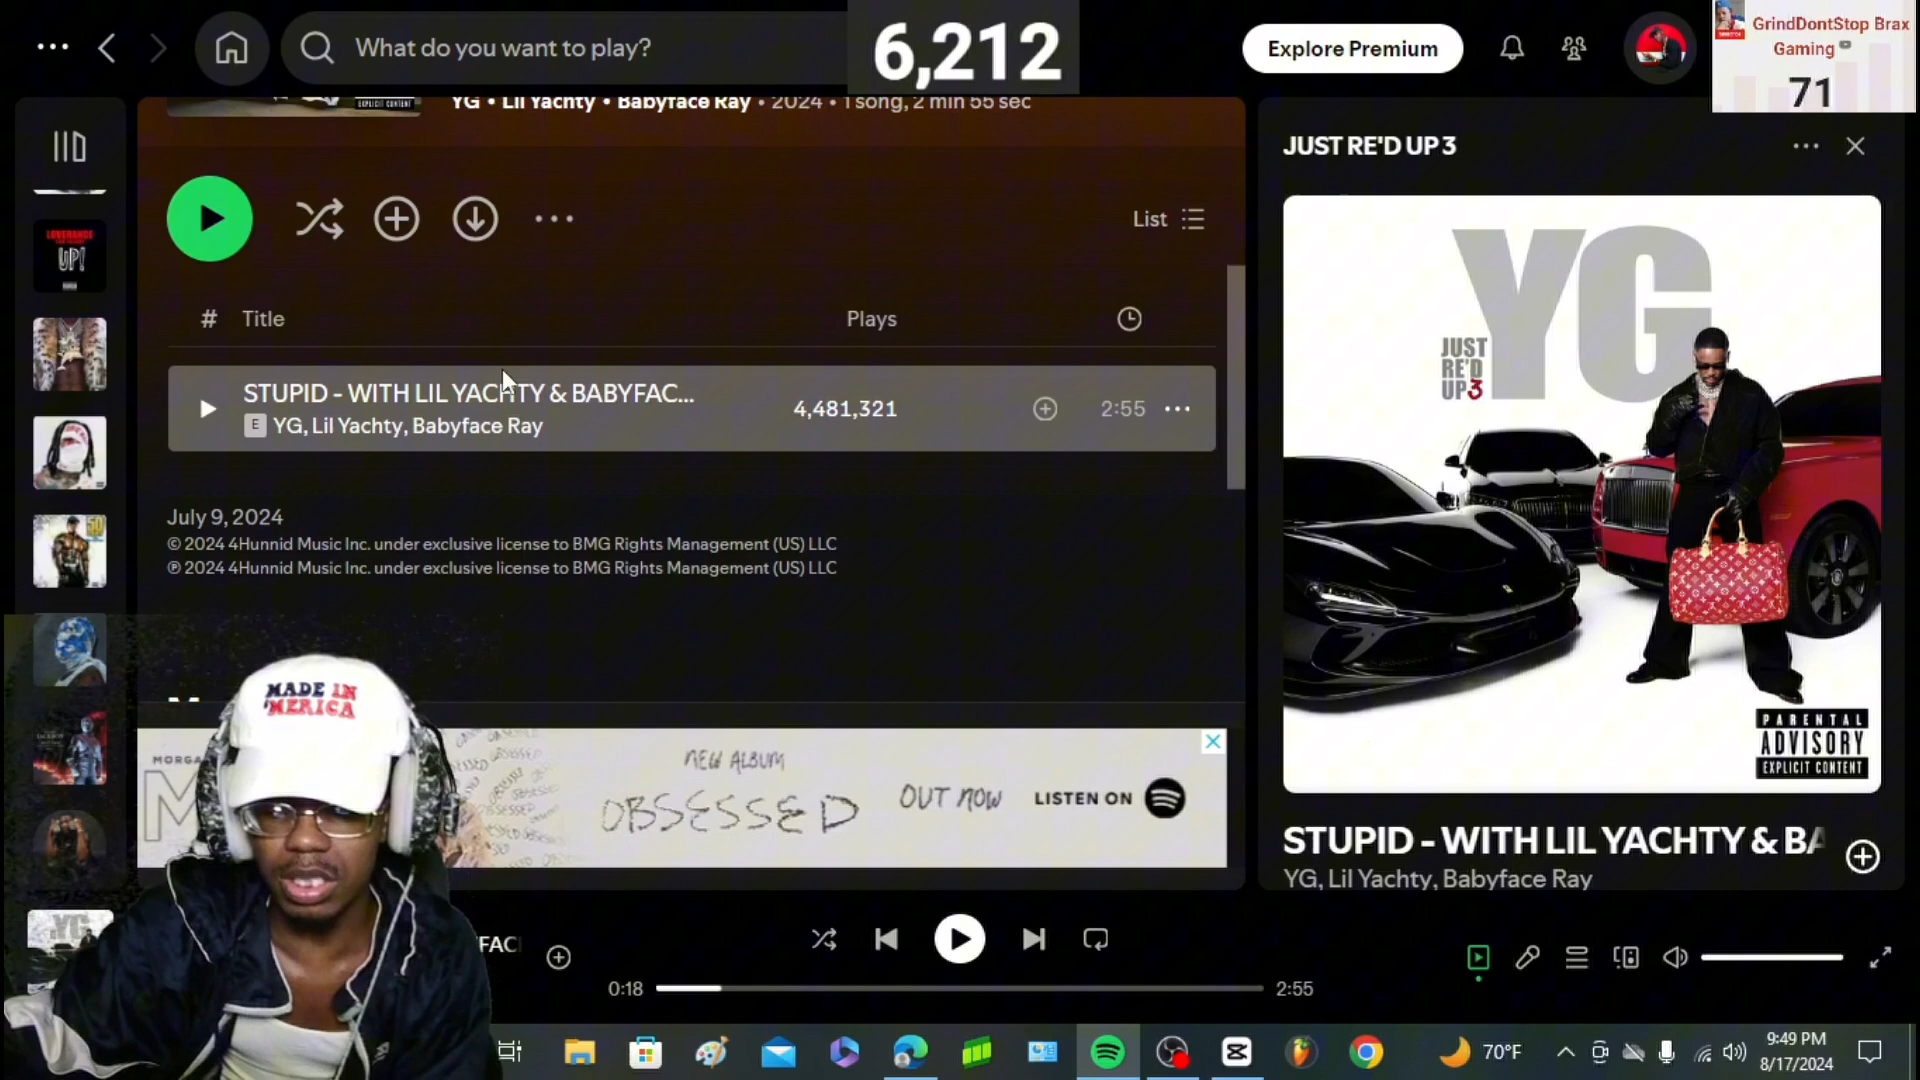 What do you want to play?
6,212
Explore Premium
GrindDontStop Brax
Gaming
71
YG • Lil Yachty • Babyface Ray • 2024 • 1 song, 2 min 55 sec
EXPLICIT CONTENT
List
# Title Plays
STUPID - WITH LIL YACHTY & BABYFAC...
E YG, Lil Yachty, Babyface Ray
4,481,321
2:55
July 9, 2024
© 2024 4Hunnid Music Inc. under exclusive license to BMG Rights Management (US) LLC
℗ 2024 4Hunnid Music Inc. under exclusive license to BMG Rights Management (US) LLC
UP!
MADE IN
'MERICA
NEW ALBUM
OBSESSED
OUT NOW
LISTEN ON
JUST RE'D UP 3
YG
JUST
RE'D
UP3
PARENTAL
ADVISORY
EXPLICIT CONTENT
STUPID - WITH LIL YACHTY & BA
YG, Lil Yachty, Babyface Ray
0:18
2:55
70°F
9:49 PM
8/17/2024